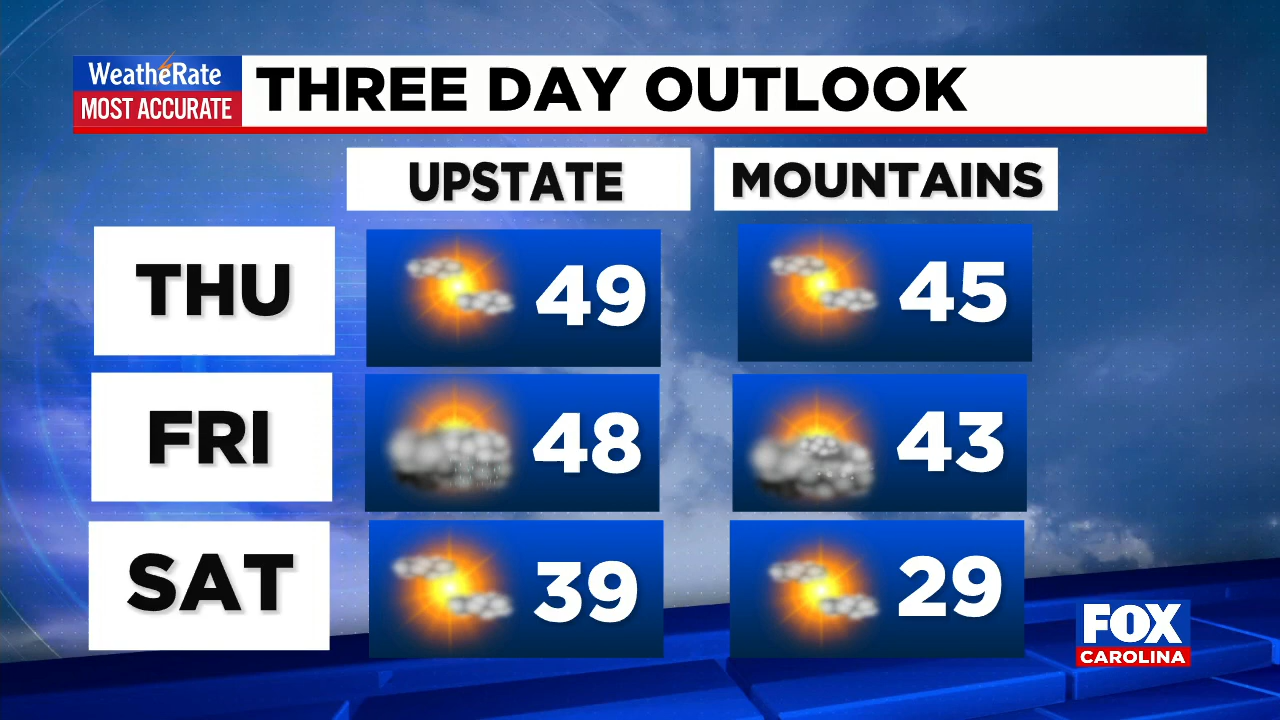 WeatheRate
MOST ACCURATE
THREE DAY OUTLOOK
UPSTATE
MOUNTAINS
THU
49
45
FRI
48
43
SAT
39
29
FOX
CAROLINA